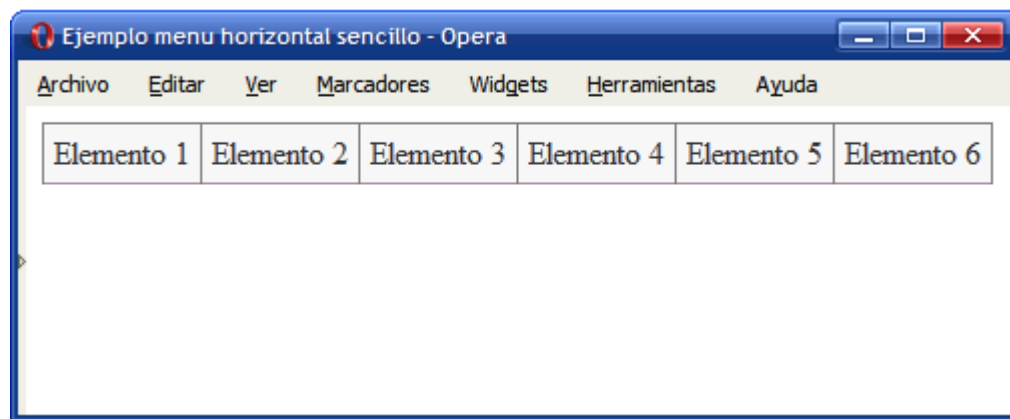 Ejemplo menu horizontal sencillo - Opera
Archivo Editar Ver Marcadores Widgets Herramientas Ayuda
Elemento 1 Elemento 2 Elemento 3 Elemento 4 Elemento 5 Elemento 6